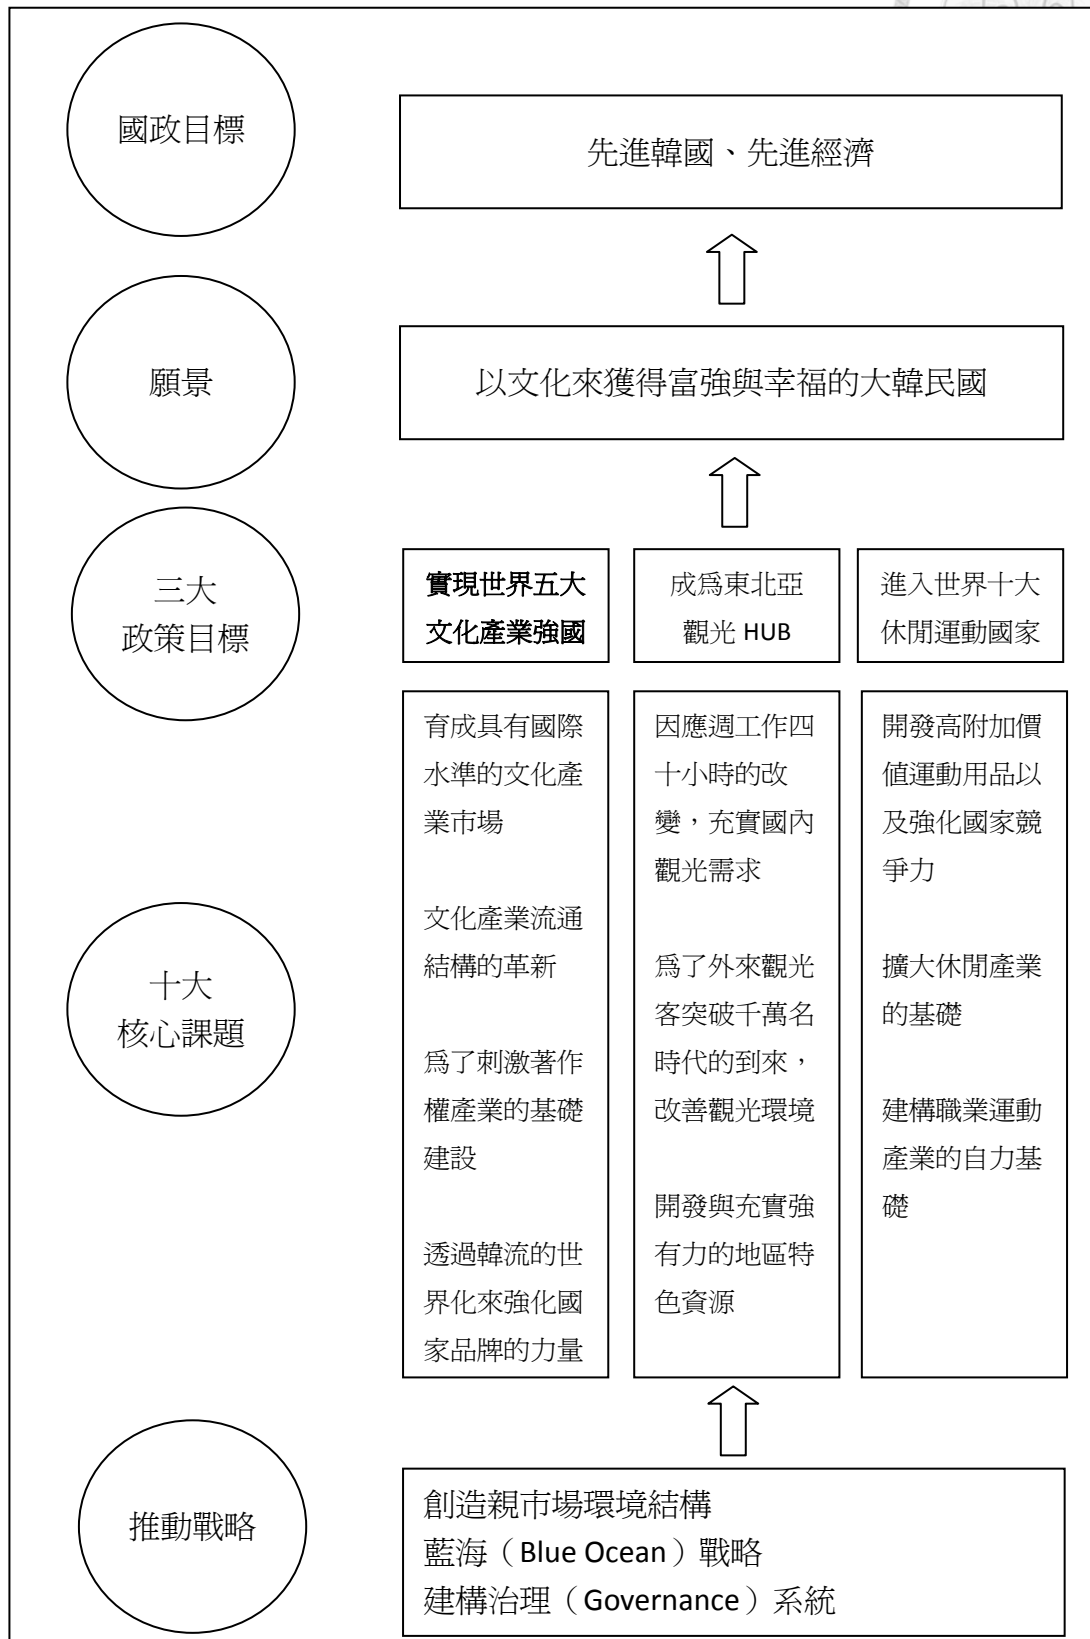 國政目標
先進韓國、先進經濟
願景
以文化來獲得富強與幸福的大韓民國
三大
政策目標
實現世界五大
文化產業強國
成為東北亞
觀光 HUB
進入世界十大
休閒運動國家
十大
核心課題
育成具有國際
水準的文化產
業市場
文化產業流通
結構的革新
為了刺激著作
權產業的基礎
建設
透過韓流的世
界化來強化國
家品牌的力量
因應週工作四
十小時的改
變，充實國內
觀光需求
為了外來觀光
客突破千萬名
時代的到來，
改善觀光環境
開發與充實強
有力的地區特
色資源
開發高附加價
值運動用品以
及強化國家競
爭力
擴大休閒產業
的基礎
建構職業運動
產業的自力基
礎
推動戰略
創造親市場環境結構
藍海（Blue Ocean）戰略
建構治理（Governance）系統